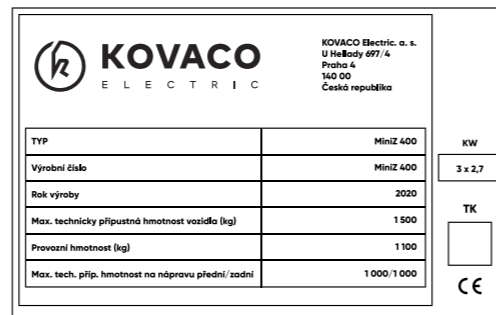 KOVACO
ELECTRIC
KOVACO Electric. a. s.
U Hellady 697/4
Praha 4
140 00
Česká republika
TYP MiniZ 400
Výrobní číslo MiniZ 400
Rok výroby 2020
Max. technicky přípustná hmotnost vozidla (kg) 1 500
Provozní hmotnost (kg) 1 100
Max. tech. příp. hmotnost na nápravu přední/zadní 1 000/1 000
KW
3 x 2,7
TK
CE